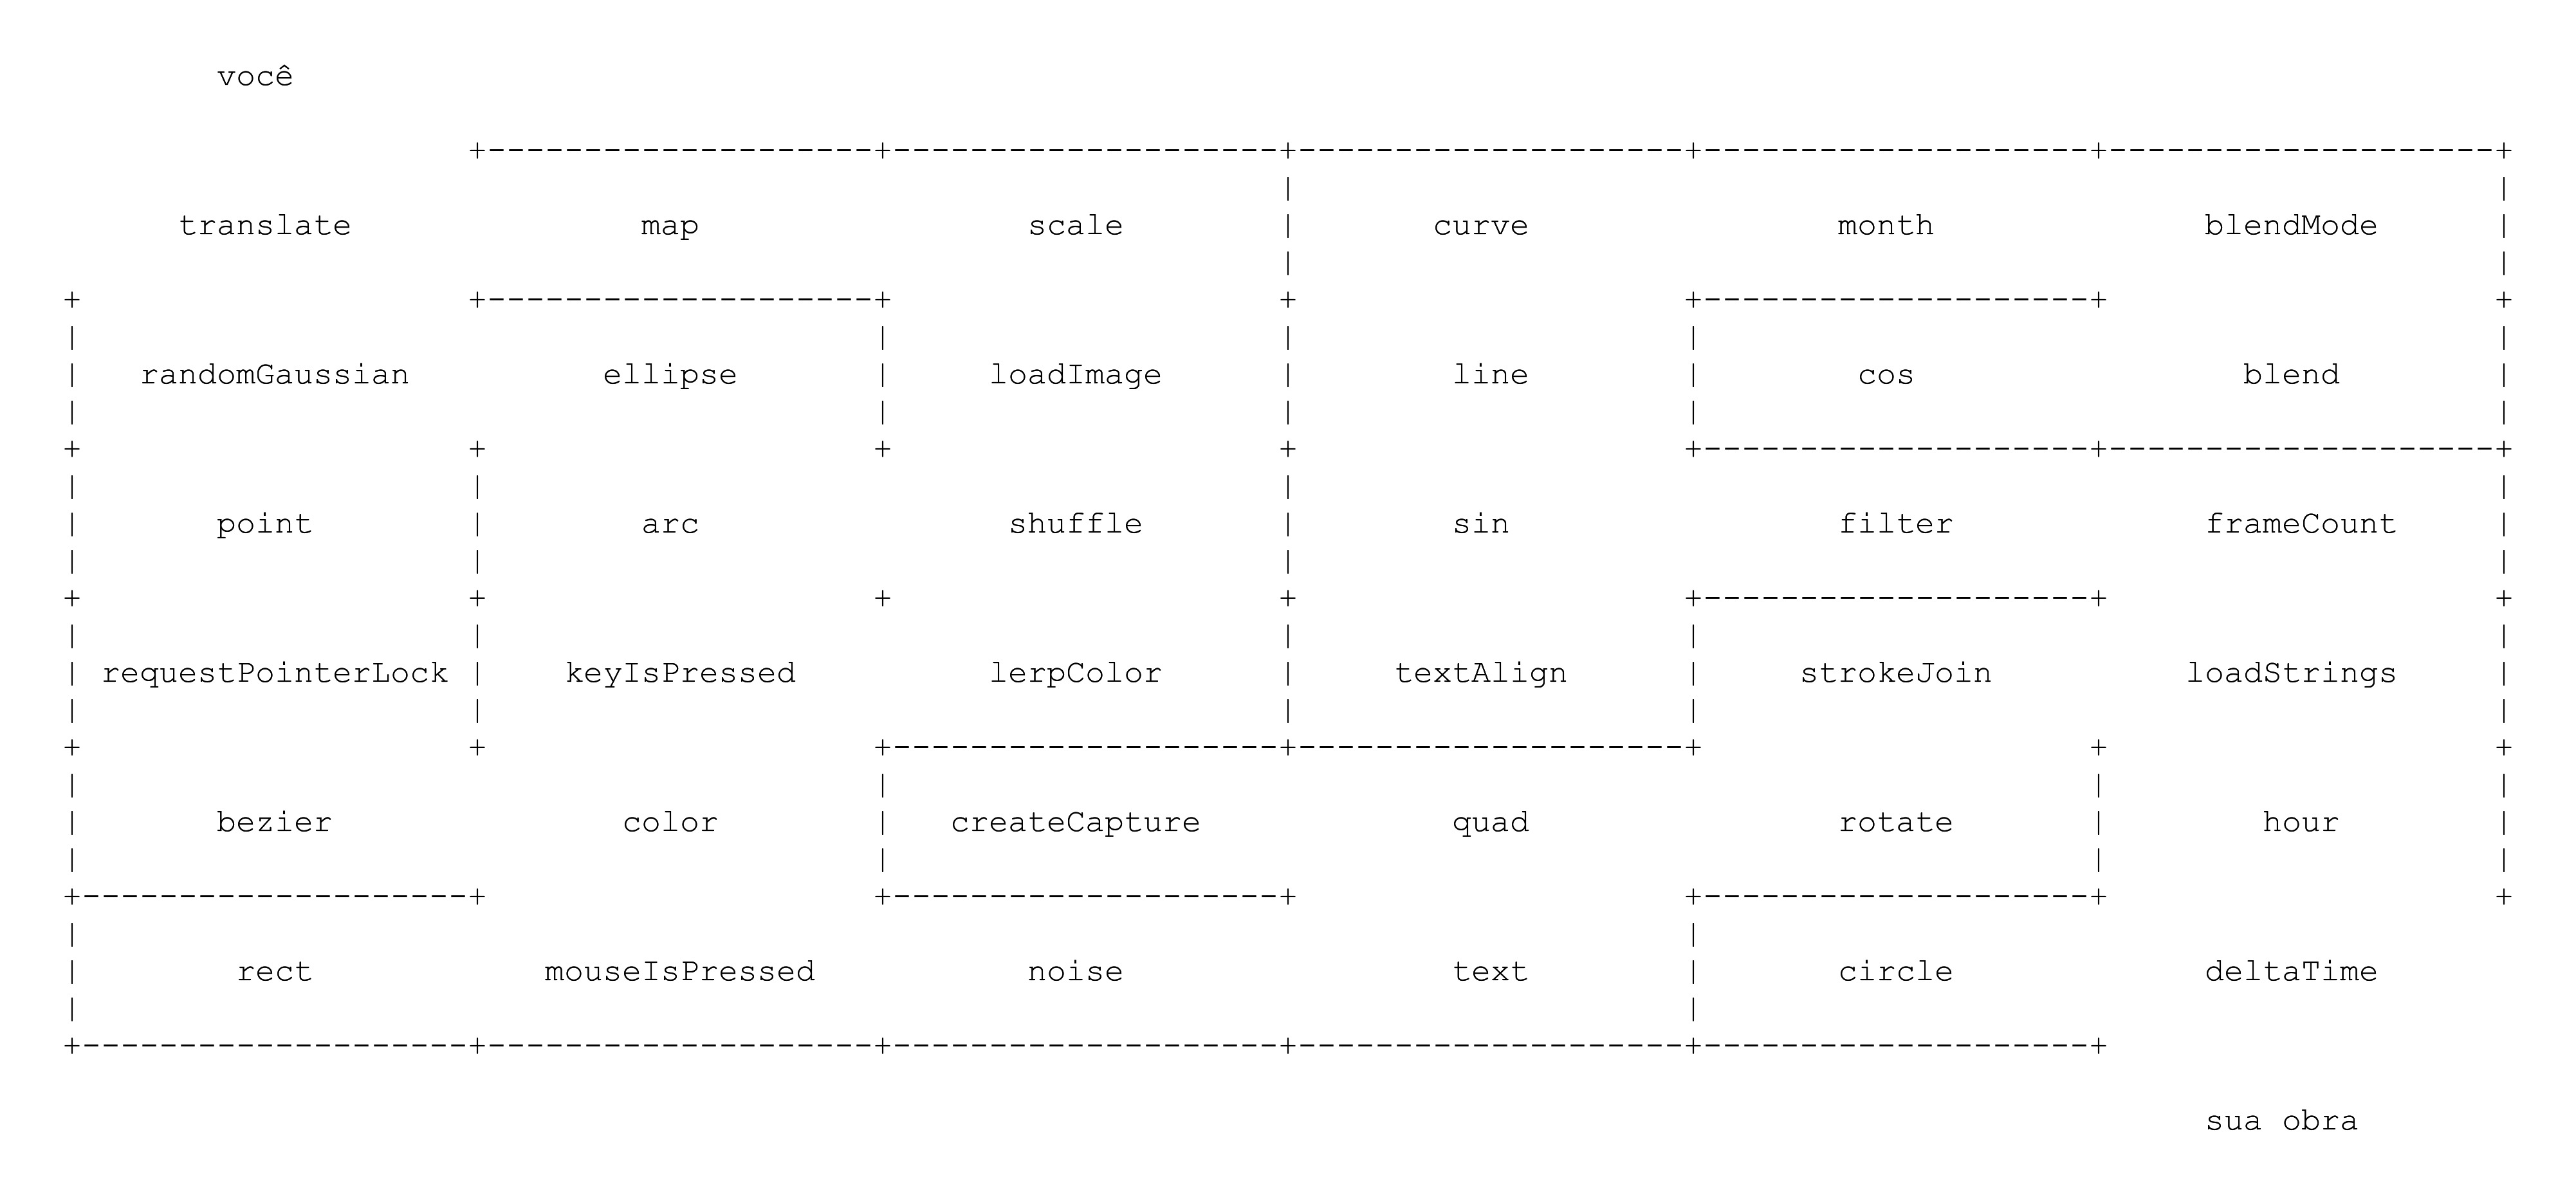 você
translate map scale curve month blendMode
randomGaussian ellipse loadImage line cos blend
point arc shuffle sin filter frameCount
requestPointerLock keyIsPressed lerpColor textAlign strokeJoin loadStrings
bezier color createCapture quad rotate hour
rect mouseIsPressed noise text circle deltaTime
sua obra